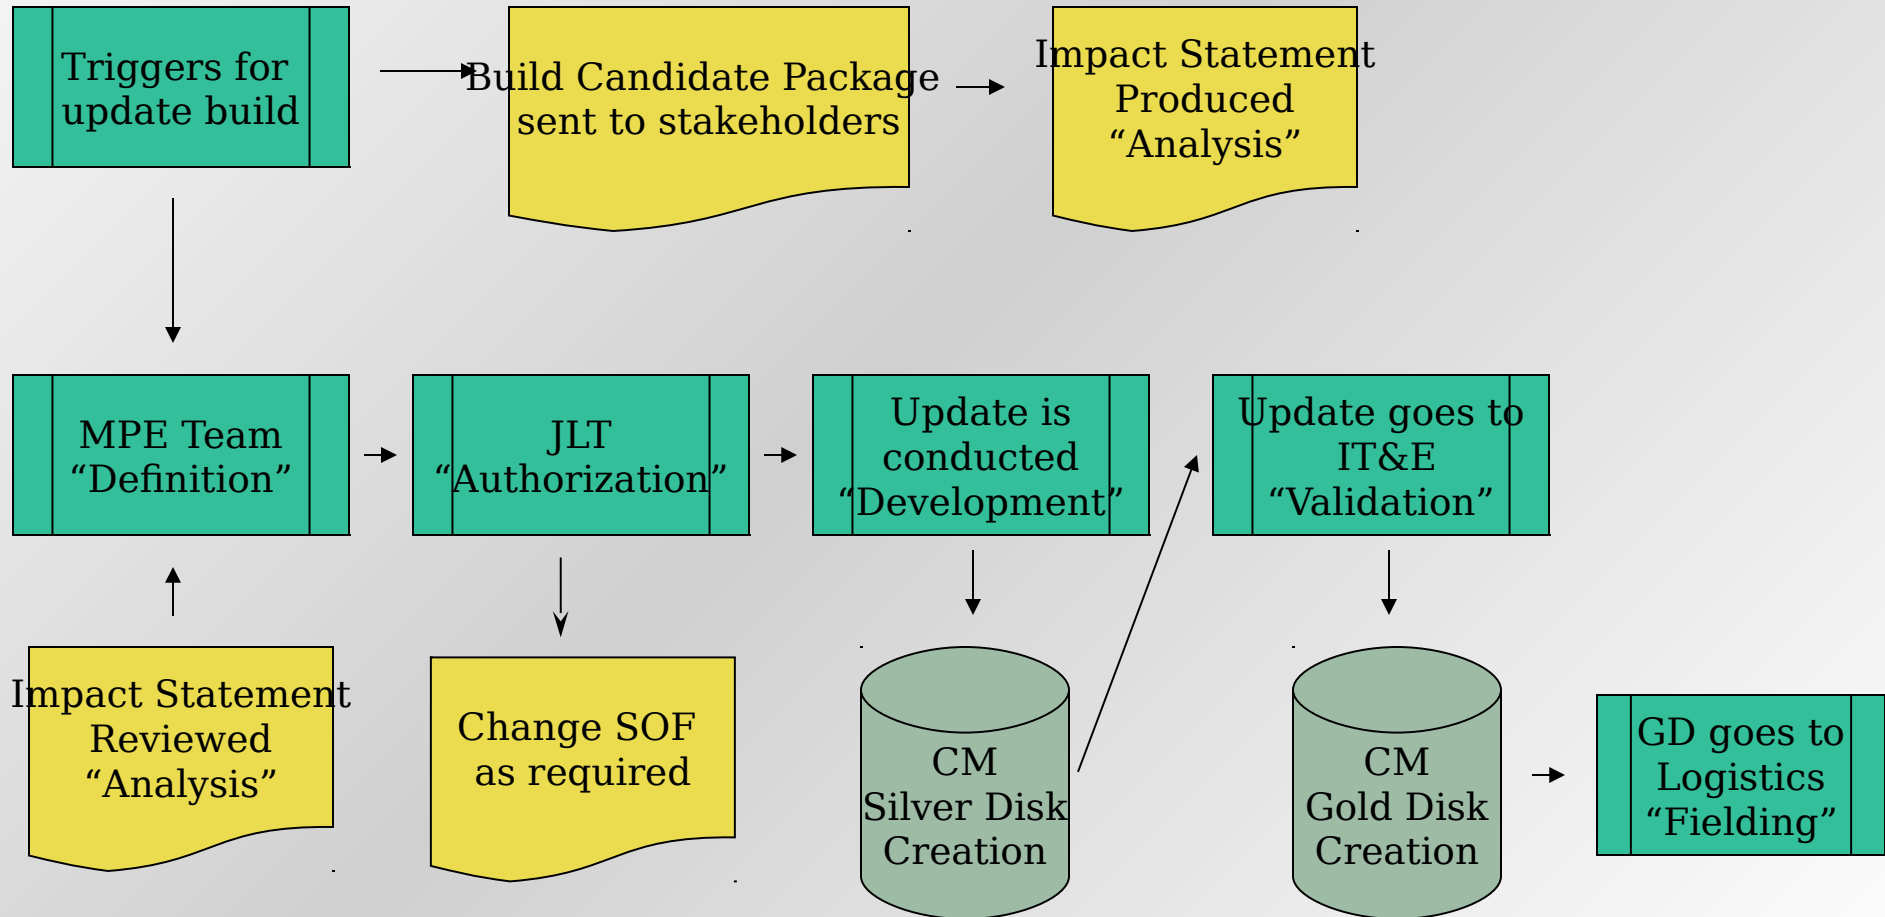 Triggers for
update build
Build Candidate Package
sent to stakeholders
Impact Statement
Produced
“Analysis”
MPE Team
“Definition”
JLT
“Authorization”
Update is
conducted
“Development”
Update goes to
IT&E
“Validation”
Impact Statement
Reviewed
“Analysis”
Change SOF
as required
CM
Silver Disk
Creation
CM
Gold Disk
Creation
GD goes to
Logistics
“Fielding”